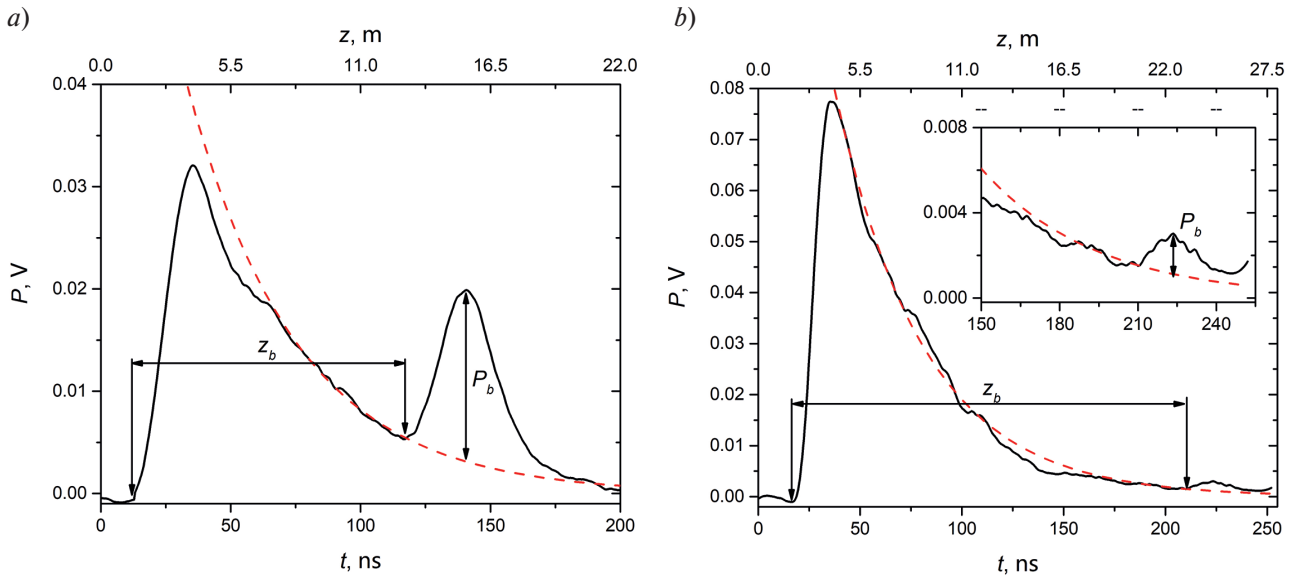 a)
z, m
0.0 5.5 11.0 16.5 22.0
0.04
0.03
0.02
0.01
0.00
P, V
z_b
P_b
0 50 100 150 200
t, ns
b)
z, m
0.0 5.5 11.0 16.5 22.0 27.5
0.08
0.07
0.06
0.05
0.04
0.03
0.02
0.01
0.00
P, V
-- -- -- --
0.008
0.004
0.000
P_b
150 180 210 240
z_b
0 50 100 150 200 250
t, ns